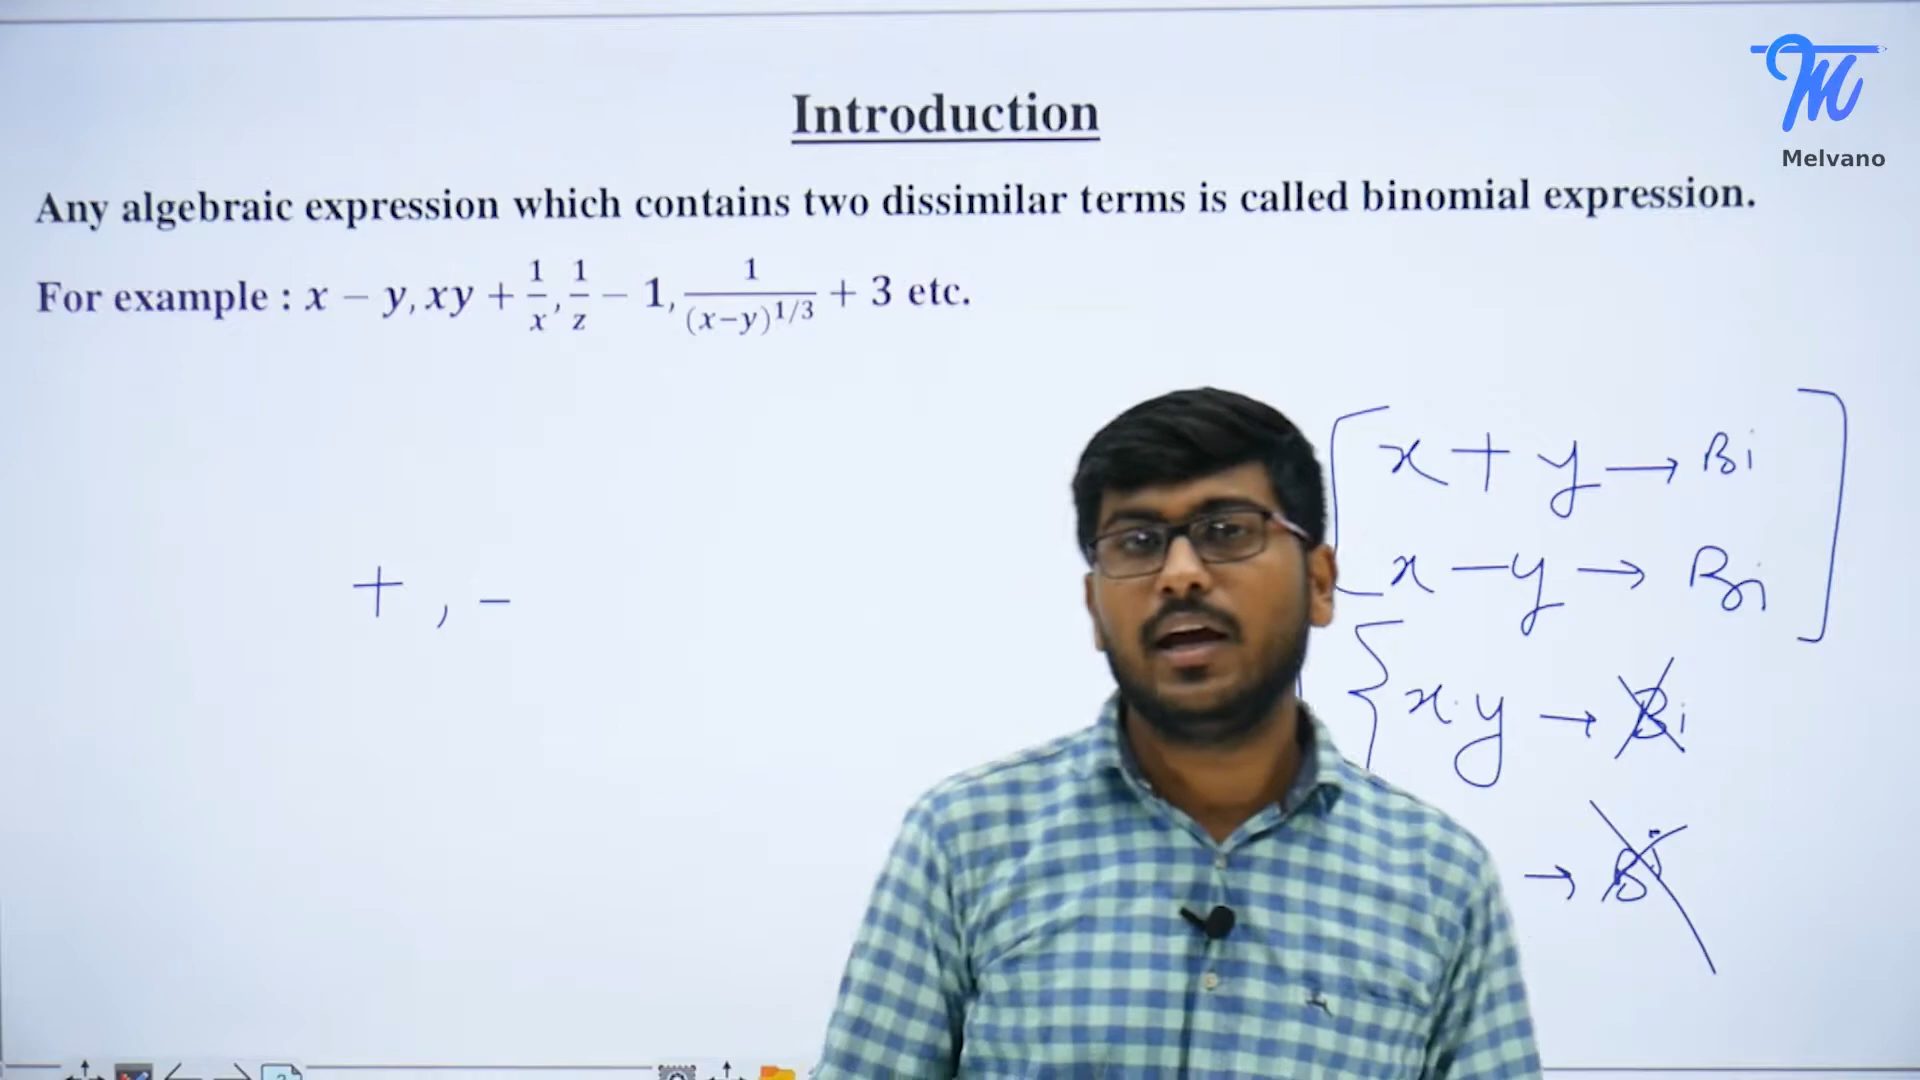 Introduction
Melvano
Any algebraic expression which contains two dissimilar terms is called binomial expression.
For example : x − y, xy + 1/x, 1/z − 1, 1/(x−y)^1/3 + 3 etc.
x + y → Bi
x − y → Bi
+ , −
x.y → Bi
→ Bi